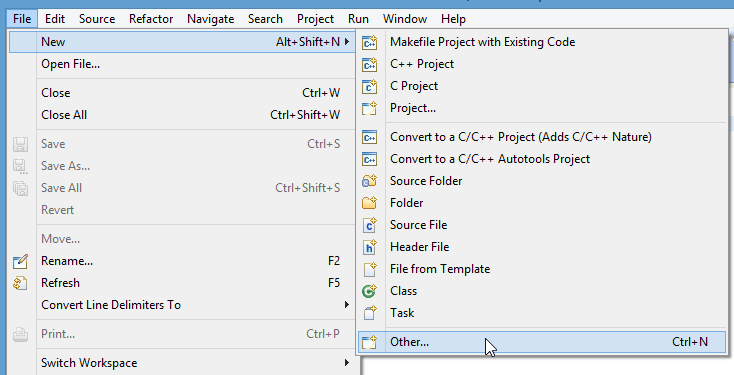 File Edit Source Refactor Navigate Search Project Run Window Help
New Alt+Shift+N
Open File...
Close Ctrl+W
Close All Ctrl+Shift+W
Save Ctrl+S
Save As...
Save All Ctrl+Shift+S
Revert
Move...
Rename... F2
Refresh F5
Convert Line Delimiters To
Print... Ctrl+P
Switch Workspace
Makefile Project with Existing Code
C++ Project
C Project
Project...
Convert to a C/C++ Project (Adds C/C++ Nature)
Convert to a C/C++ Autotools Project
Source Folder
Folder
Source File
Header File
File from Template
Class
Task
Other... Ctrl+N